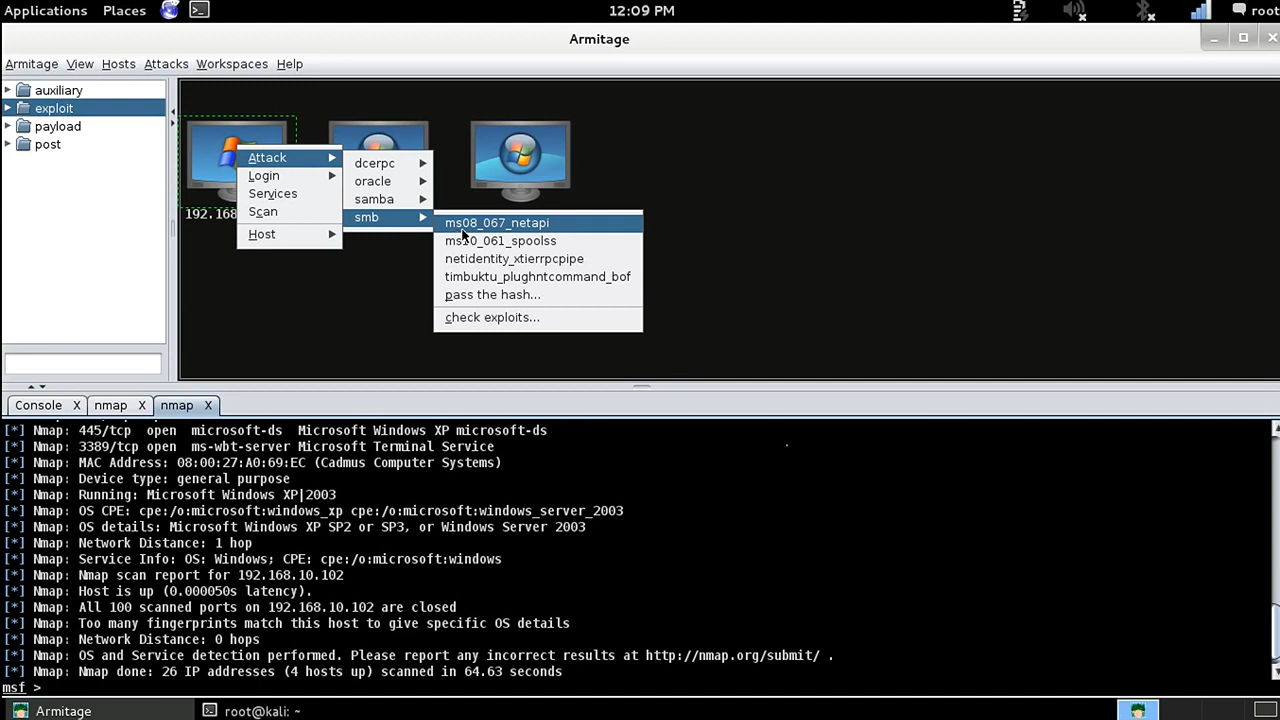 Applications Places 12:09 PM root
Armitage
Armitage View Hosts Attacks Workspaces Help
auxiliary
exploit
payload
post
192.168
Attack
Login
Services
Scan
Host
dcerpc
oracle
samba
smb
ms08_067_netapi
ms10_061_spoolss
netidentity_xtierrpcpipe
timbuktu_plughntcommand_bof
pass the hash...
check exploits...
Console X nmap X nmap X
[*] Nmap: 445/tcp open microsoft-ds Microsoft Windows XP microsoft-ds
[*] Nmap: 3389/tcp open ms-wbt-server Microsoft Terminal Service
[*] Nmap: MAC Address: 08:00:27:A0:69:EC (Cadmus Computer Systems)
[*] Nmap: Device type: general purpose
[*] Nmap: Running: Microsoft Windows XP|2003
[*] Nmap: OS CPE: cpe:/o:microsoft:windows_xp cpe:/o:microsoft:windows_server_2003
[*] Nmap: OS details: Microsoft Windows XP SP2 or SP3, or Windows Server 2003
[*] Nmap: Network Distance: 1 hop
[*] Nmap: Service Info: OS: Windows; CPE: cpe:/o:microsoft:windows
[*] Nmap: Nmap scan report for 192.168.10.102
[*] Nmap: Host is up (0.000050s latency).
[*] Nmap: All 100 scanned ports on 192.168.10.102 are closed
[*] Nmap: Too many fingerprints match this host to give specific OS details
[*] Nmap: Network Distance: 0 hops
[*] Nmap: OS and Service detection performed. Please report any incorrect results at http://nmap.org/submit/ .
[*] Nmap: Nmap done: 26 IP addresses (4 hosts up) scanned in 64.63 seconds
msf >
Armitage root@kali: ~